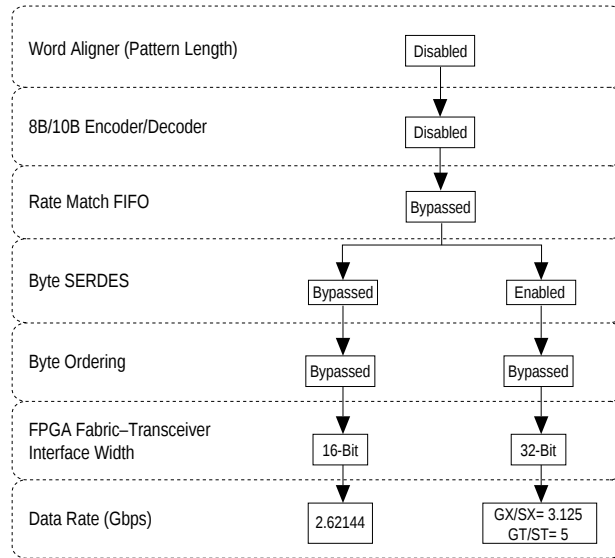 Word Aligner (Pattern Length)
Disabled
8B/10B Encoder/Decoder
Disabled
Rate Match FIFO
Bypassed
Byte SERDES
Bypassed
Enabled
Byte Ordering
Bypassed
Bypassed
FPGA Fabric–Transceiver
Interface Width
16-Bit
32-Bit
Data Rate (Gbps)
2.62144
GX/SX= 3.125
GT/ST= 5